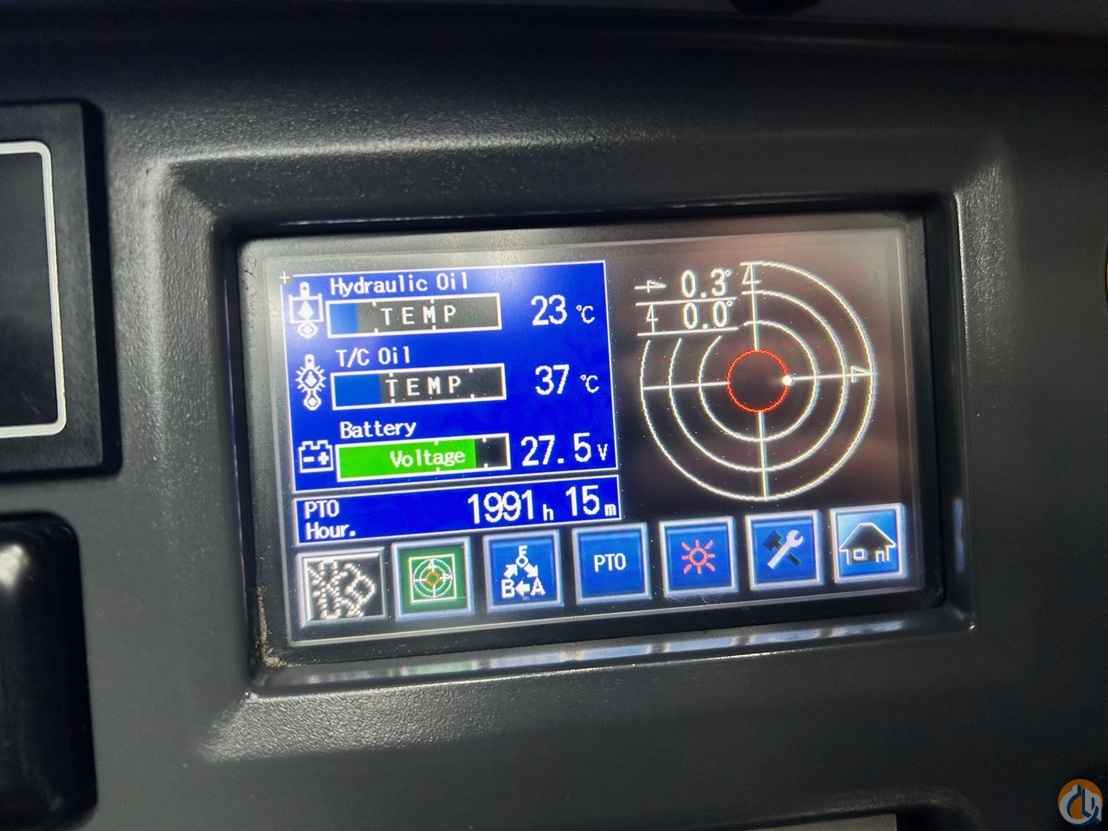 Hydraulic Oil
TEMP
23 °C
T/C Oil
TEMP
37 °C
Battery
Voltage
27.5 V
PTO
Hour.
1991 h 15 m
0.3°
0.0°
F
B A
PTO